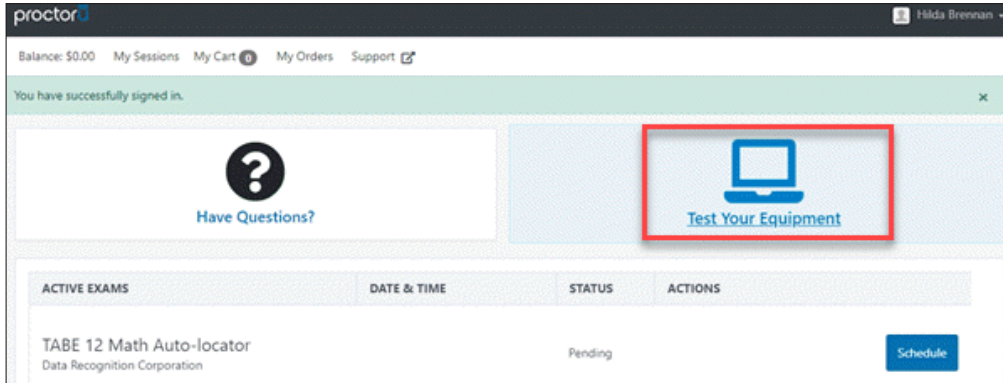 proctoru
Hilda Brennan
Balance: $0.00 My Sessions My Cart 0 My Orders Support
You have successfully signed in. ×
Have Questions?
Test Your Equipment
ACTIVE EXAMS DATE & TIME STATUS ACTIONS
TABE 12 Math Auto-locator
Data Recognition Corporation
Pending
Schedule